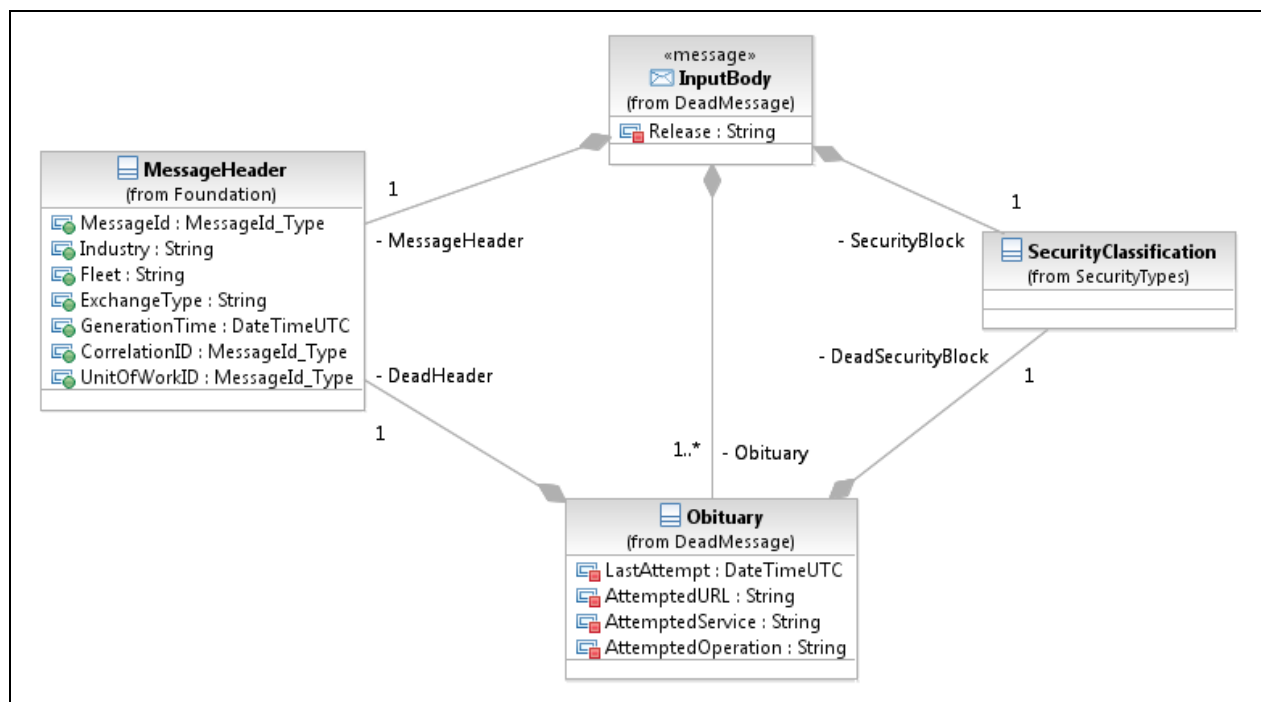 «message»
InputBody
(from DeadMessage)
Release : String
MessageHeader
(from Foundation)
MessageId : MessageId_Type
Industry : String
Fleet : String
ExchangeType : String
GenerationTime : DateTimeUTC
CorrelationID : MessageId_Type
UnitOfWorkID : MessageId_Type
1
- MessageHeader
1
- SecurityBlock
SecurityClassification
(from SecurityTypes)
- DeadHeader
1
- DeadSecurityBlock
1
1..*
- Obituary
Obituary
(from DeadMessage)
LastAttempt : DateTimeUTC
AttemptedURL : String
AttemptedService : String
AttemptedOperation : String